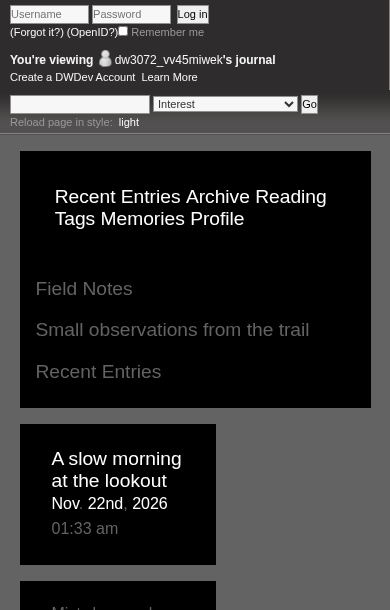 Username Password Log in
(Forgot it?) (OpenID?) Remember me
You're viewing dw3072_vv45miwek's journal
Create a DWDev Account Learn More
Interest Go
Reload page in style: light
Recent Entries Archive Reading
Tags Memories Profile
Field Notes
Small observations from the trail
Recent Entries
A slow morning
at the lookout
Nov. 22nd, 2026
01:33 am